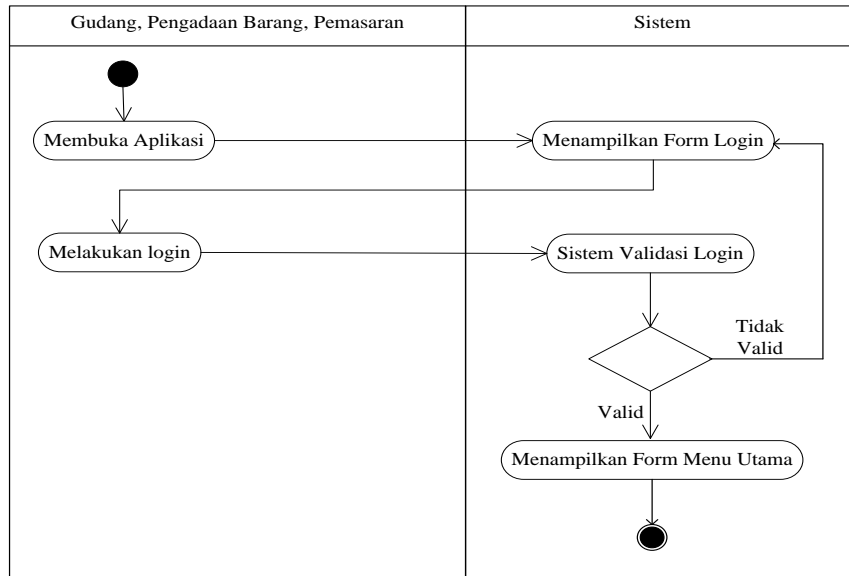 Gudang, Pengadaan Barang, Pemasaran
Sistem
Membuka Aplikasi
Menampilkan Form Login
Melakukan login
Sistem Validasi Login
Tidak
Valid
Valid
Menampilkan Form Menu Utama